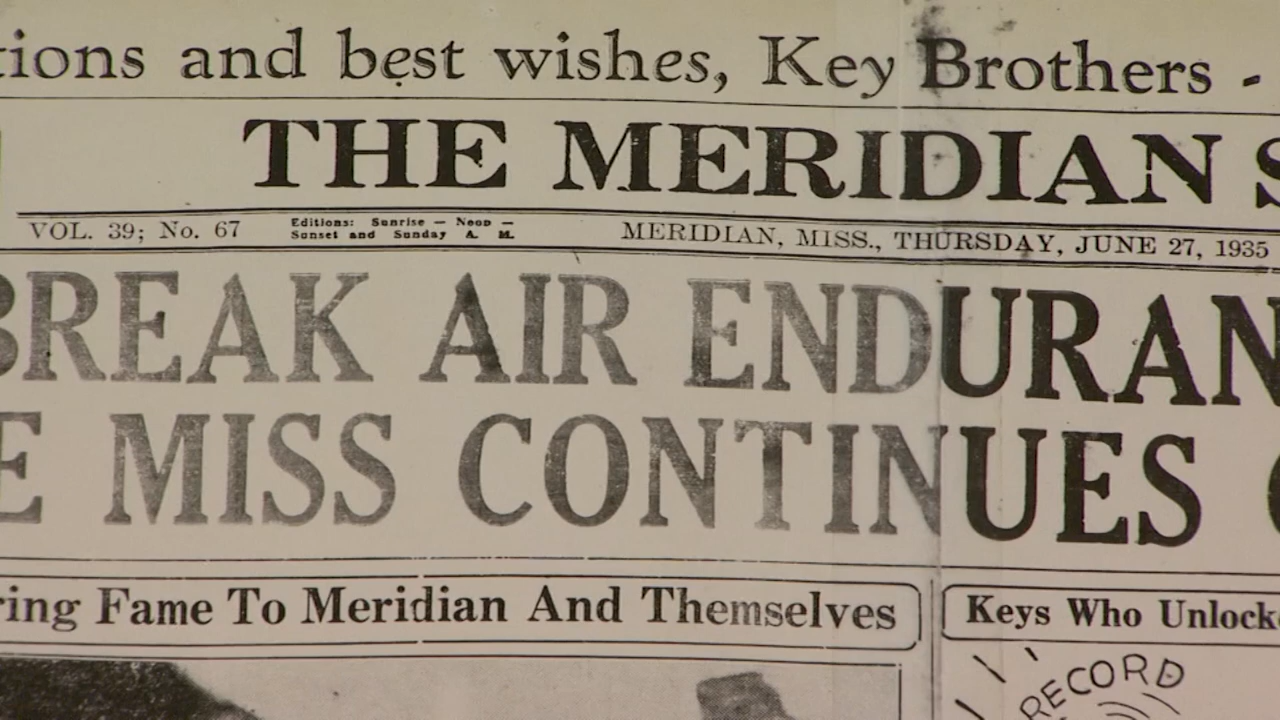 tions and best wishes, Key Brothers -
THE MERIDIAN S
VOL. 39; No. 67
Editions: Sunrise — Noon —
Sunset and Sunday A. M.
MERIDIAN, MISS., THURSDAY, JUNE 27, 1935
BREAK AIR ENDURAN
E MISS CONTINUES
ring Fame To Meridian And Themselves
Keys Who Unlock
RECORD